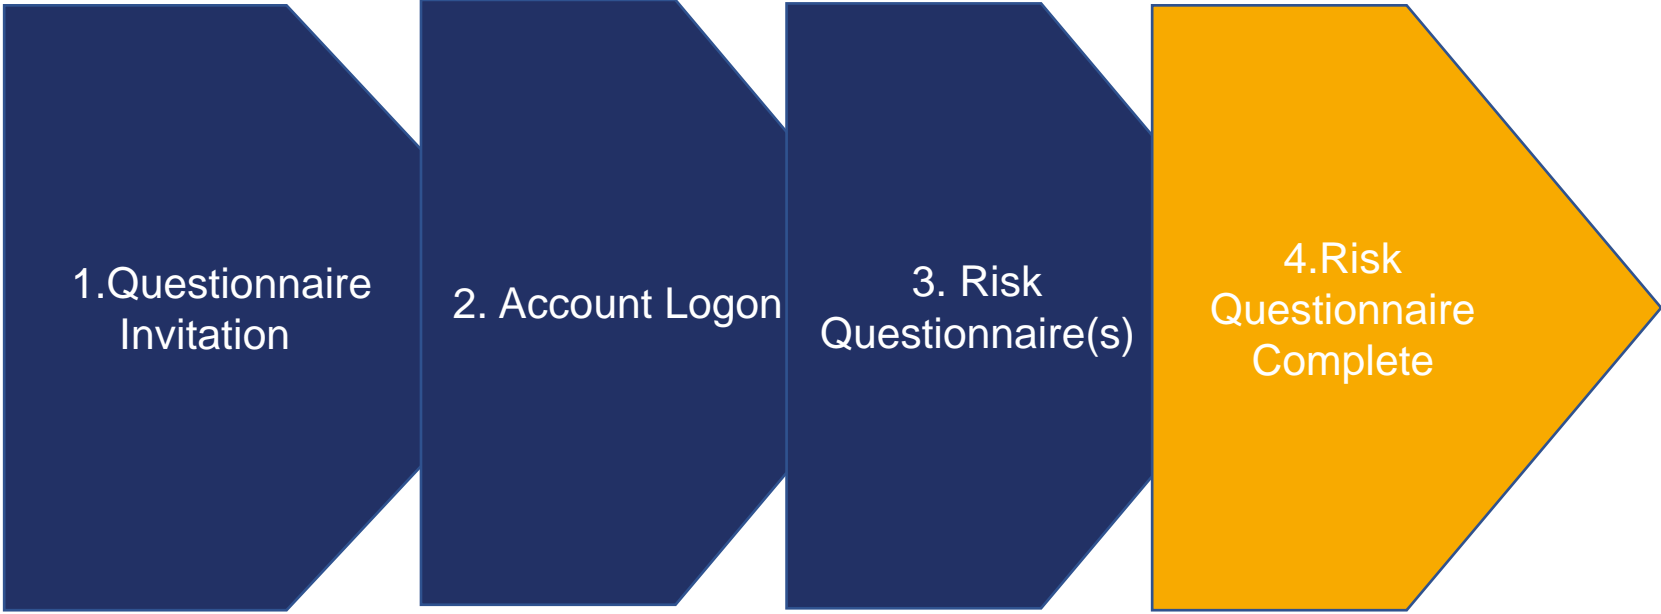 1.Questionnaire
Invitation
2. Account Logon
3. Risk
Questionnaire(s)
4.Risk
Questionnaire
Complete